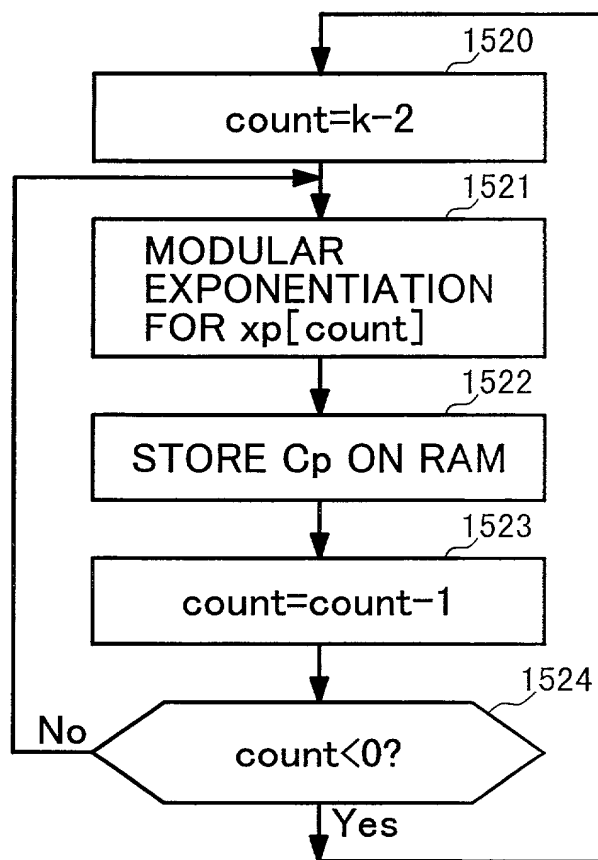 1520
count=k-2
1521
MODULAR
EXPONENTIATION
FOR xp[count]
1522
STORE Cp ON RAM
1523
count=count-1
1524
No
count<0?
Yes